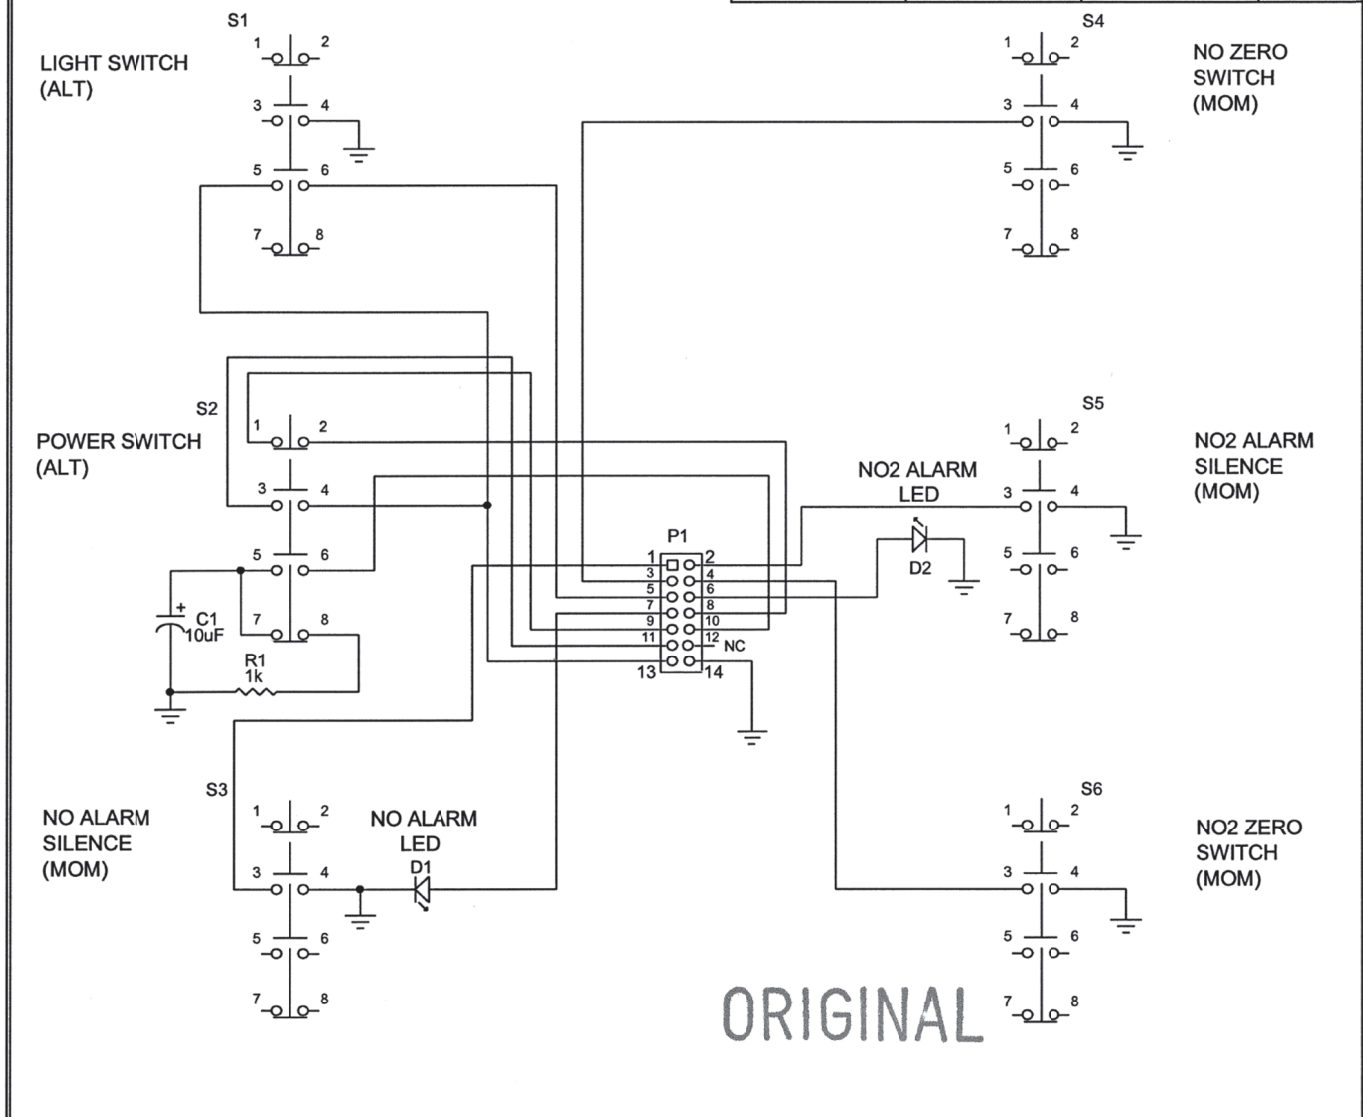 S1
LIGHT SWITCH
(ALT)
1 2
3 4
5 6
7 8
S4
NO ZERO
SWITCH
(MOM)
1 2
3 4
5 6
7 8
S2
POWER SWITCH
(ALT)
1 2
3 4
5 6
7 8
+
C1
10uF
R1
1k
P1
1 2
3 4
5 6
7 8
9 10
11 12
NC
13 14
NO2 ALARM
LED
D2
S5
NO2 ALARM
SILENCE
(MOM)
1 2
3 4
5 6
7 8
S3
NO ALARM
SILENCE
(MOM)
1 2
3 4
5 6
7 8
NO ALARM
LED
D1
S6
NO2 ZERO
SWITCH
(MOM)
1 2
3 4
5 6
7 8
ORIGINAL